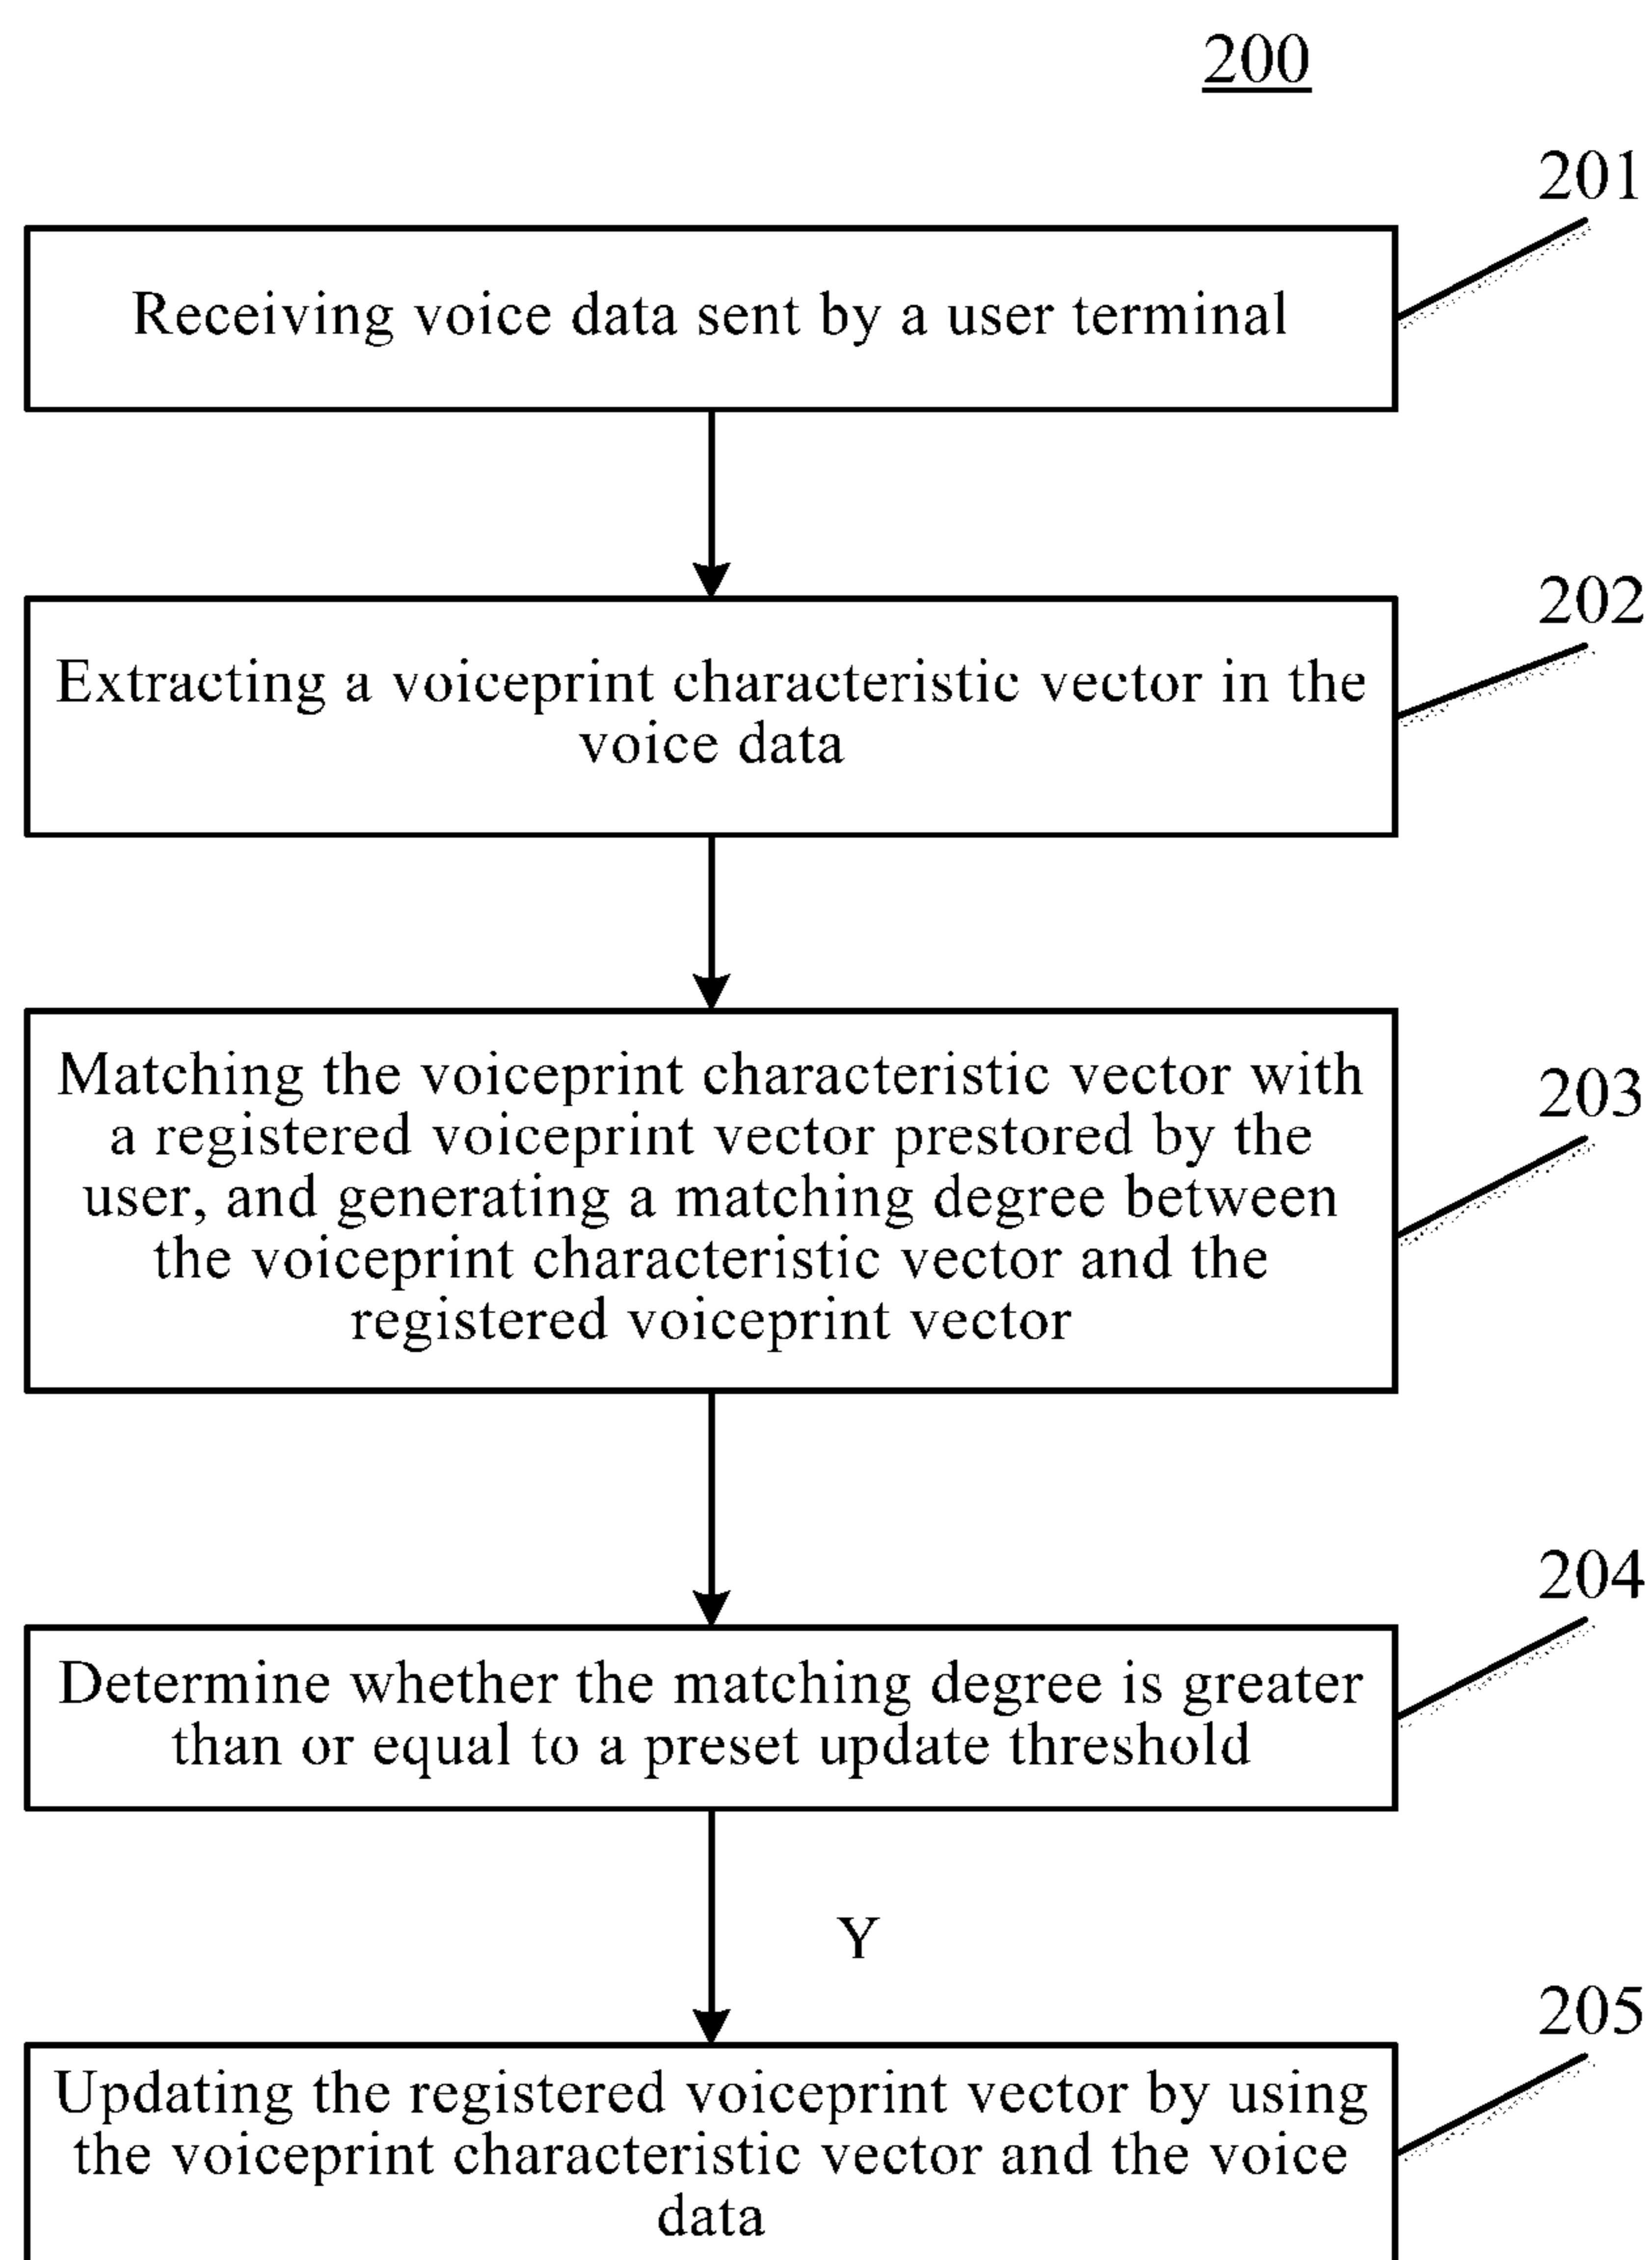 200
201
Receiving voice data sent by a user terminal
202
Extracting a voiceprint characteristic vector in the
voice data
203
Matching the voiceprint characteristic vector with
a registered voiceprint vector prestored by the
user, and generating a matching degree between
the voiceprint characteristic vector and the
registered voiceprint vector
204
Determine whether the matching degree is greater
than or equal to a preset update threshold
Y
205
Updating the registered voiceprint vector by using
the voiceprint characteristic vector and the voice
data